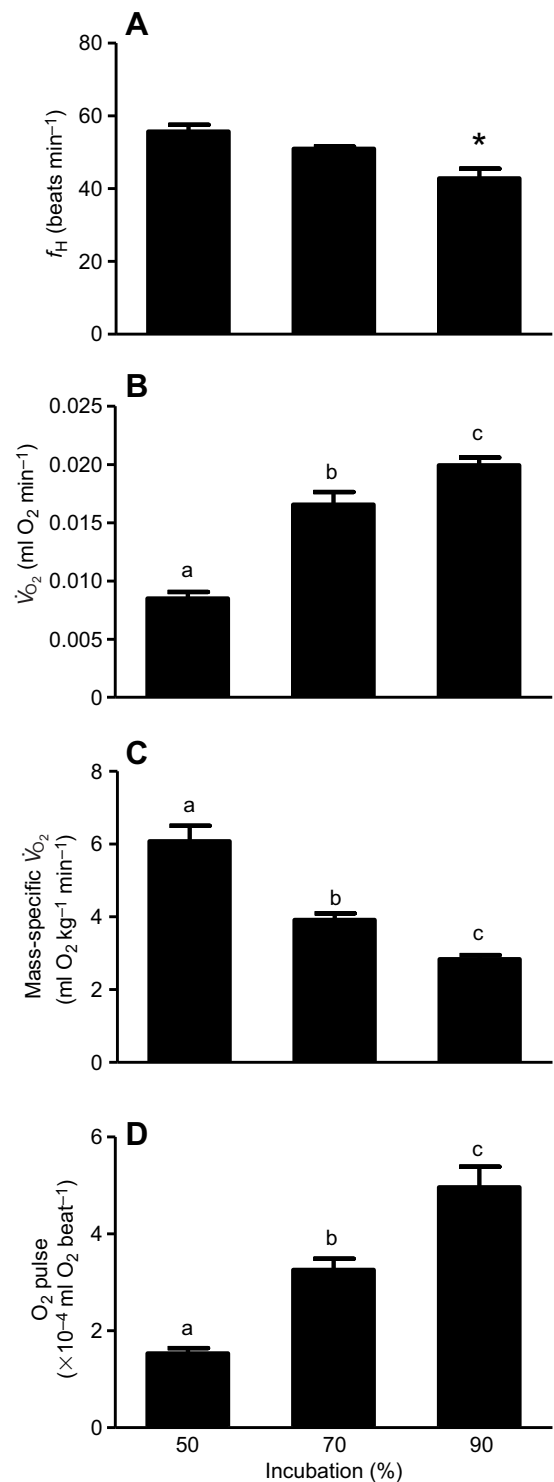 A
80
60
40
20
0
fH (beats min−1)
*
B
0.025
0.020
0.015
0.010
0.005
0
V̇O2 (ml O2 min−1)
a
b
c
C
8
6
4
2
0
Mass-specific V̇O2
(ml O2 kg−1 min−1)
a
b
c
D
6
4
2
0
O2 pulse
(×10−4 ml O2 beat−1)
a
b
c
50 70 90
Incubation (%)